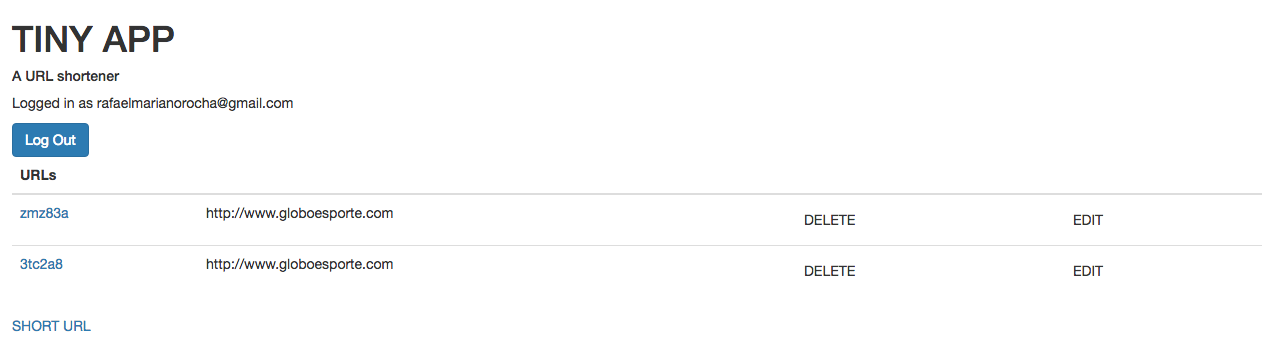 TINY APP
A URL shortener
Logged in as rafaelmarianorocha@gmail.com
Log Out
URLs
zmz83a http://www.globoesporte.com DELETE EDIT
3tc2a8 http://www.globoesporte.com DELETE EDIT
SHORT URL